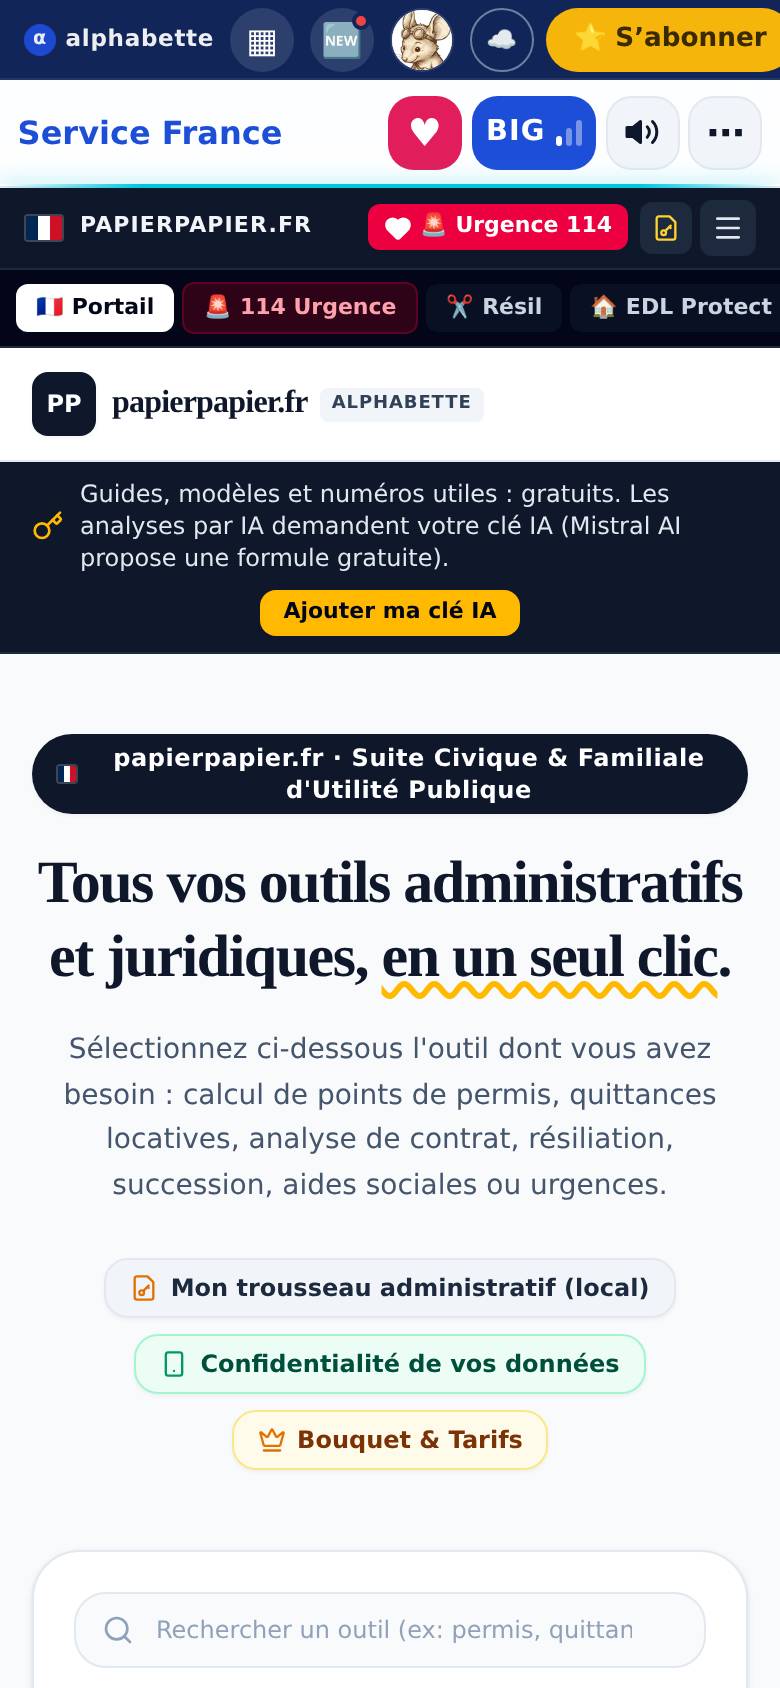 α alphabette NEW S’abonner
Service France BIG
PAPIERPAPIER.FR Urgence 114
Portail 114 Urgence Résil EDL Protect
PP papierpapier.fr ALPHABETTE
Guides, modèles et numéros utiles : gratuits. Les
analyses par IA demandent votre clé IA (Mistral AI
propose une formule gratuite).
Ajouter ma clé IA
papierpapier.fr · Suite Civique & Familiale
d'Utilité Publique
Tous vos outils administratifs
et juridiques, en un seul clic.
Sélectionnez ci-dessous l'outil dont vous avez
besoin : calcul de points de permis, quittances
locatives, analyse de contrat, résiliation,
succession, aides sociales ou urgences.
Mon trousseau administratif (local)
Confidentialité de vos données
Bouquet & Tarifs
Rechercher un outil (ex: permis, quittan